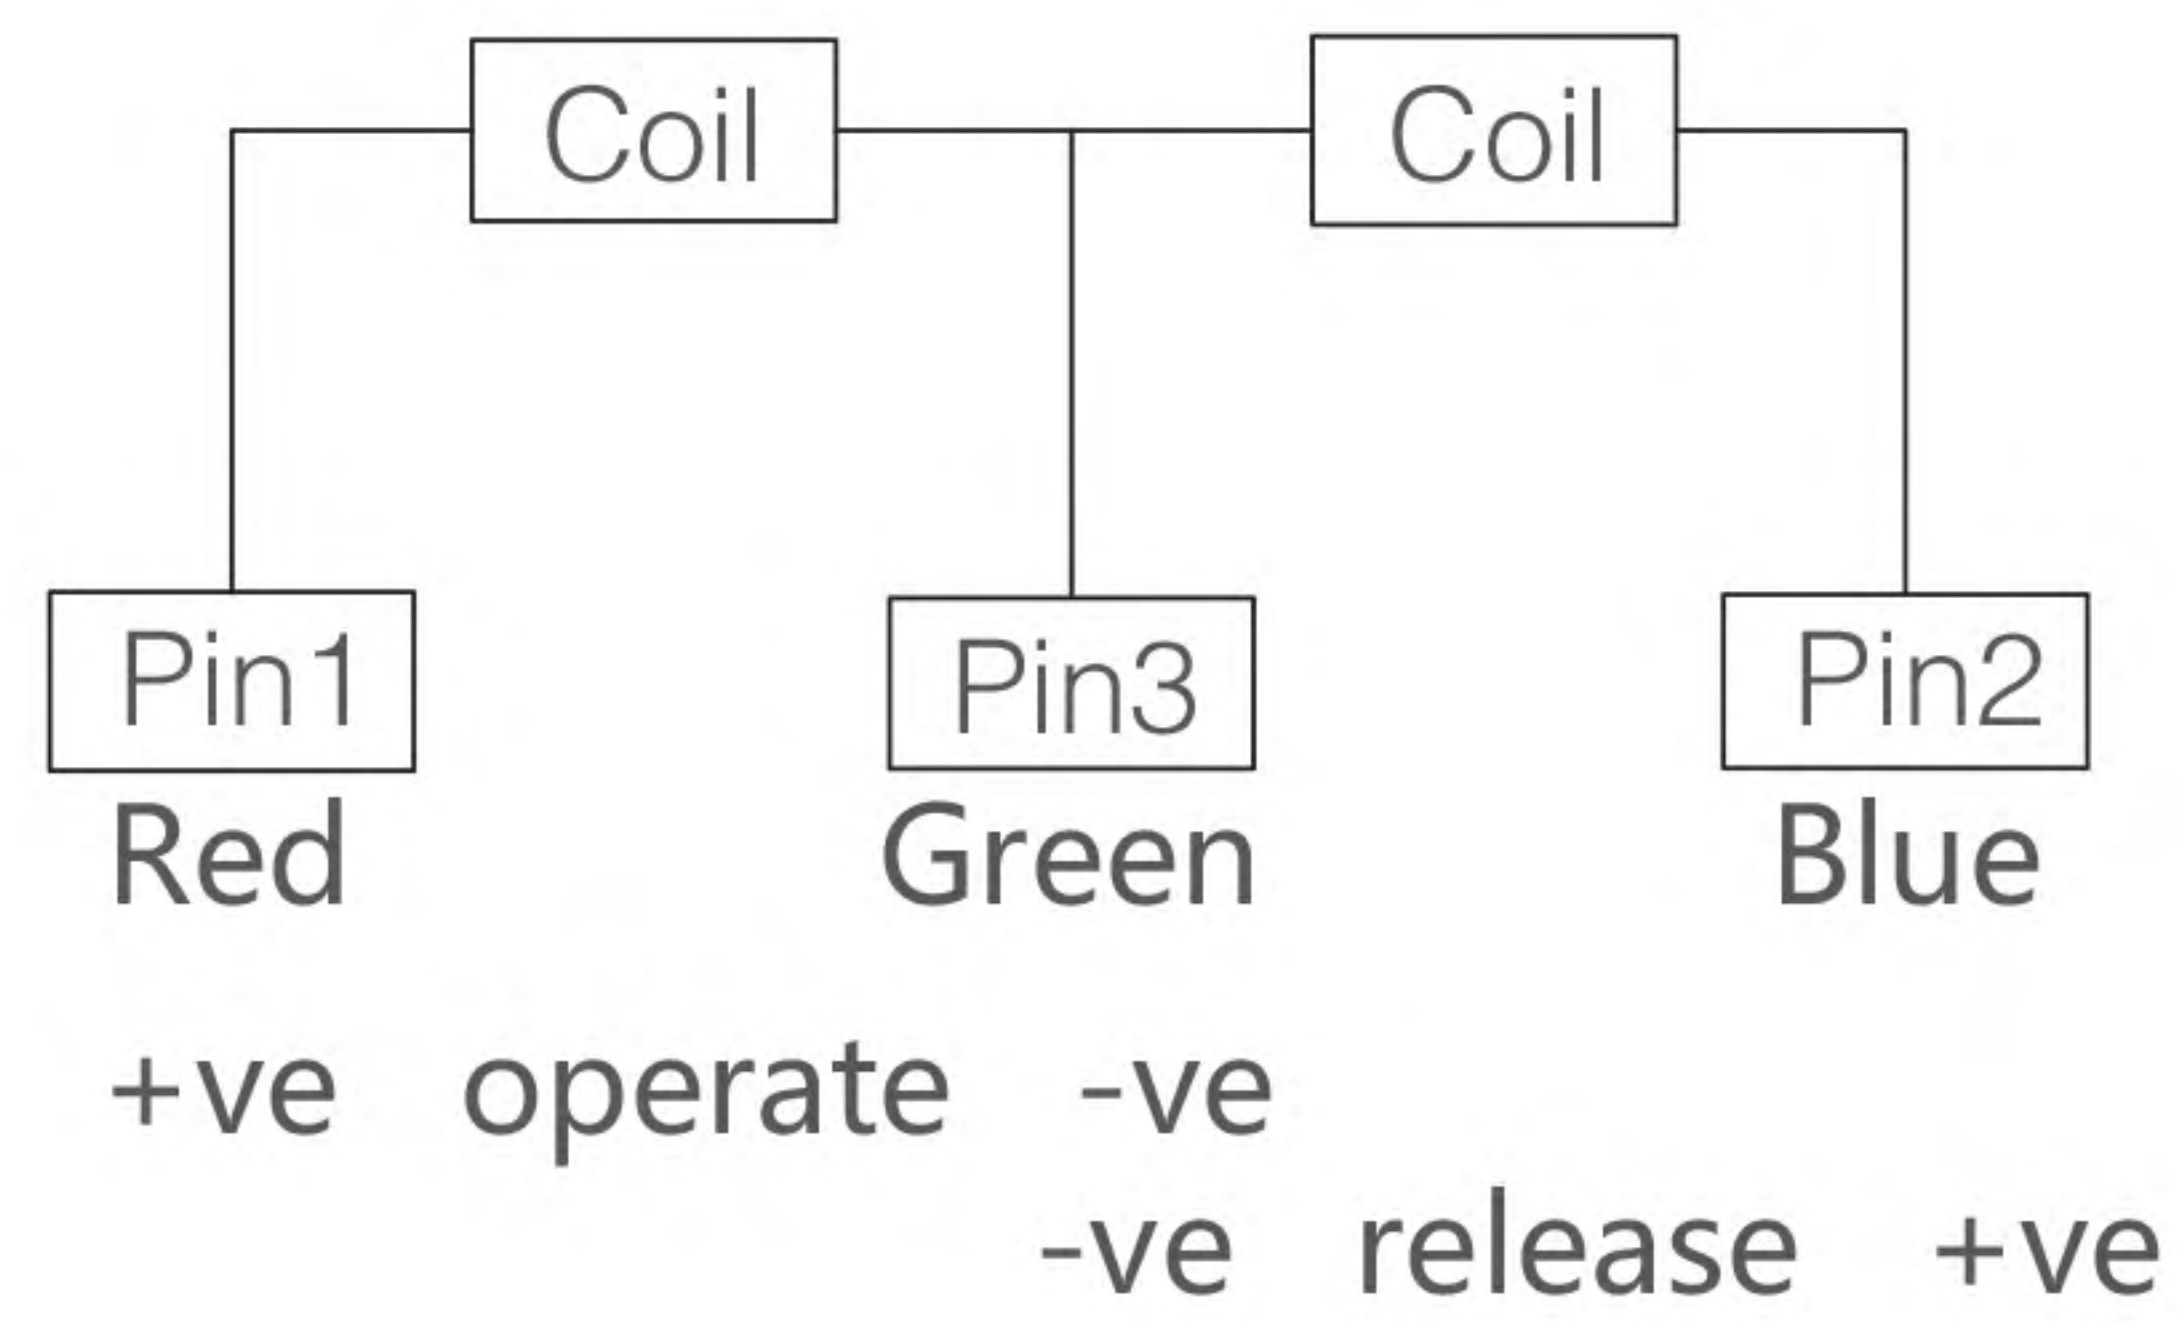 Coil Coil
Pin1 Pin3 Pin2
Red Green Blue
+ve operate -ve
-ve release +ve